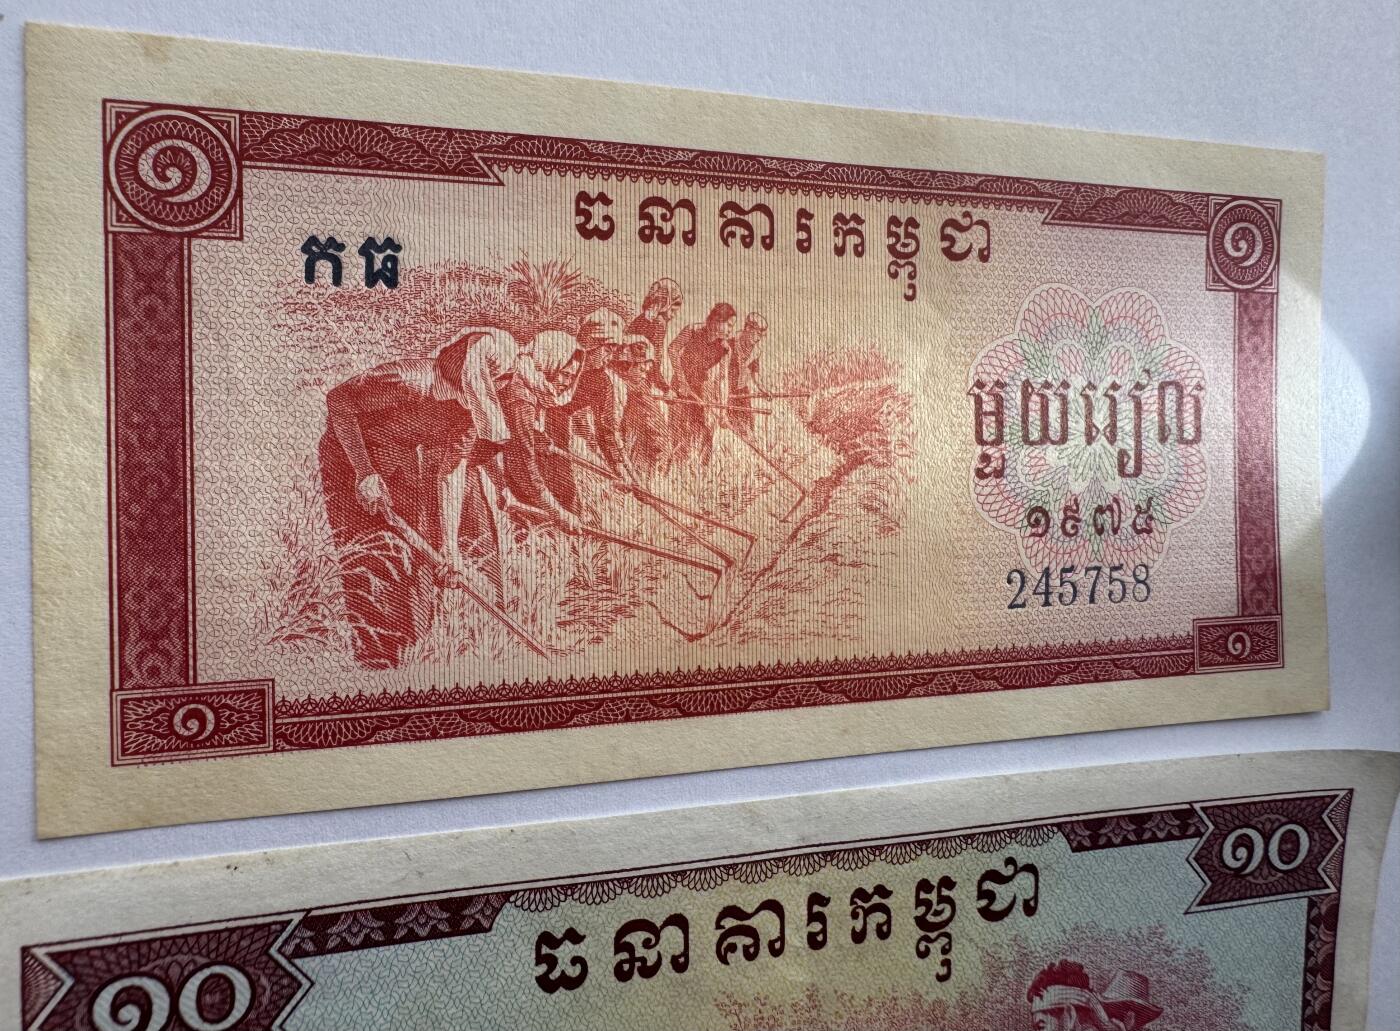 ១
ធនាគារកម្ពុជា
១
កធ
មួយរៀល
១៩៧៥
245758
១
១
១០
ធនាគារកម្ពុជា
១០